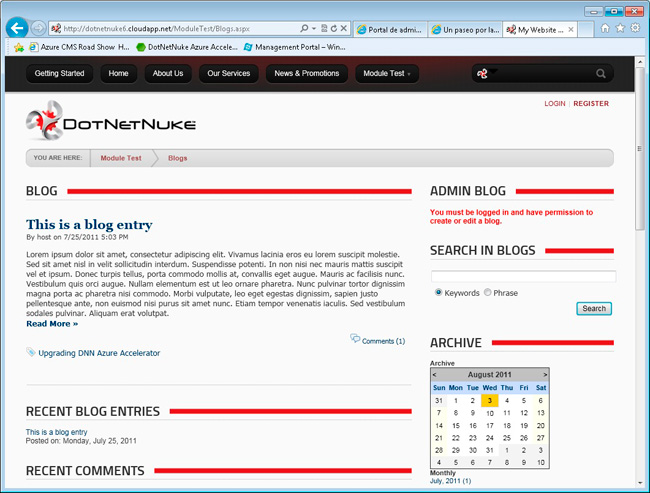 http://dotnetnuke6.cloudapp.net/ModuleTest/Blogs.aspx
Portal de admi...
Un paseo por la...
My Website ...
Azure CMS Road Show H...
DotNetNuke Azure Accele...
Management Portal – Win...
Getting Started
Home
About Us
Our Services
News & Promotions
Module Test
LOGIN | REGISTER
DOTNETNUKE
YOU ARE HERE:
Module Test
Blogs
BLOG
This is a blog entry
By host on 7/25/2011 5:03 PM
Lorem ipsum dolor sit amet, consectetur adipiscing elit. Vivamus lacinia eros eu lorem suscipit molestie.
Sed sit amet nisl in velit sollicitudin interdum. Suspendisse potenti. In non nisi nec mauris mattis suscipit
vel et ipsum. Donec turpis tellus, porta commodo mollis at, convallis eget augue. Mauris ac facilisis nunc.
Vestibulum quis orci augue. Nullam elementum est ut leo ornare pharetra. Nunc pulvinar tortor dignissim
magna porta ac pharetra nisi commodo. Morbi vulputate, leo eget egestas dignissim, sapien justo
pellentesque ante, non euismod nisi purus sit amet nunc. Etiam tempor venenatis iaculis. Sed vestibulum
sodales pulvinar. Aliquam erat volutpat.
Read More »
Comments (1)
Upgrading DNN Azure Accelerator
RECENT BLOG ENTRIES
This is a blog entry
Posted on: Monday, July 25, 2011
RECENT COMMENTS
ADMIN BLOG
You must be logged in and have permission to
create or edit a blog.
SEARCH IN BLOGS
Keywords Phrase
Search
ARCHIVE
Archive
< August 2011 >
Sun Mon Tue Wed Thu Fri Sat
31 1 2 3 4 5 6
7 8 9 10 11 12 13
14 15 16 17 18 19 20
21 22 23 24 25 26 27
28 29 30 31 1 2 3
4 5 6 7 8 9 10
Monthly
July, 2011 (1)